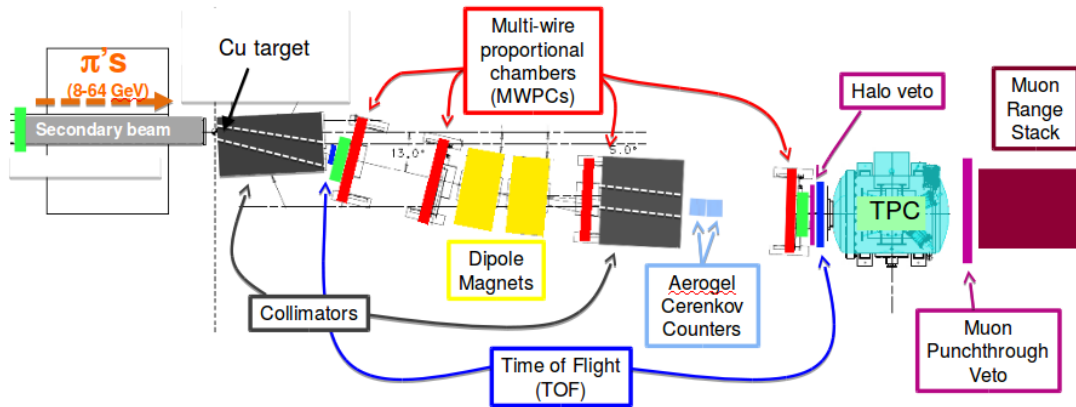 π's
(8-64 GeV)
Secondary beam
Cu target
Multi-wire
proportional
chambers
(MWPCs)
13.0°
5.0°
Halo veto
Muon
Range
Stack
TPC
Dipole
Magnets
Collimators
Aerogel
Cerenkov
Counters
Time of Flight
(TOF)
Muon
Punchthrough
Veto